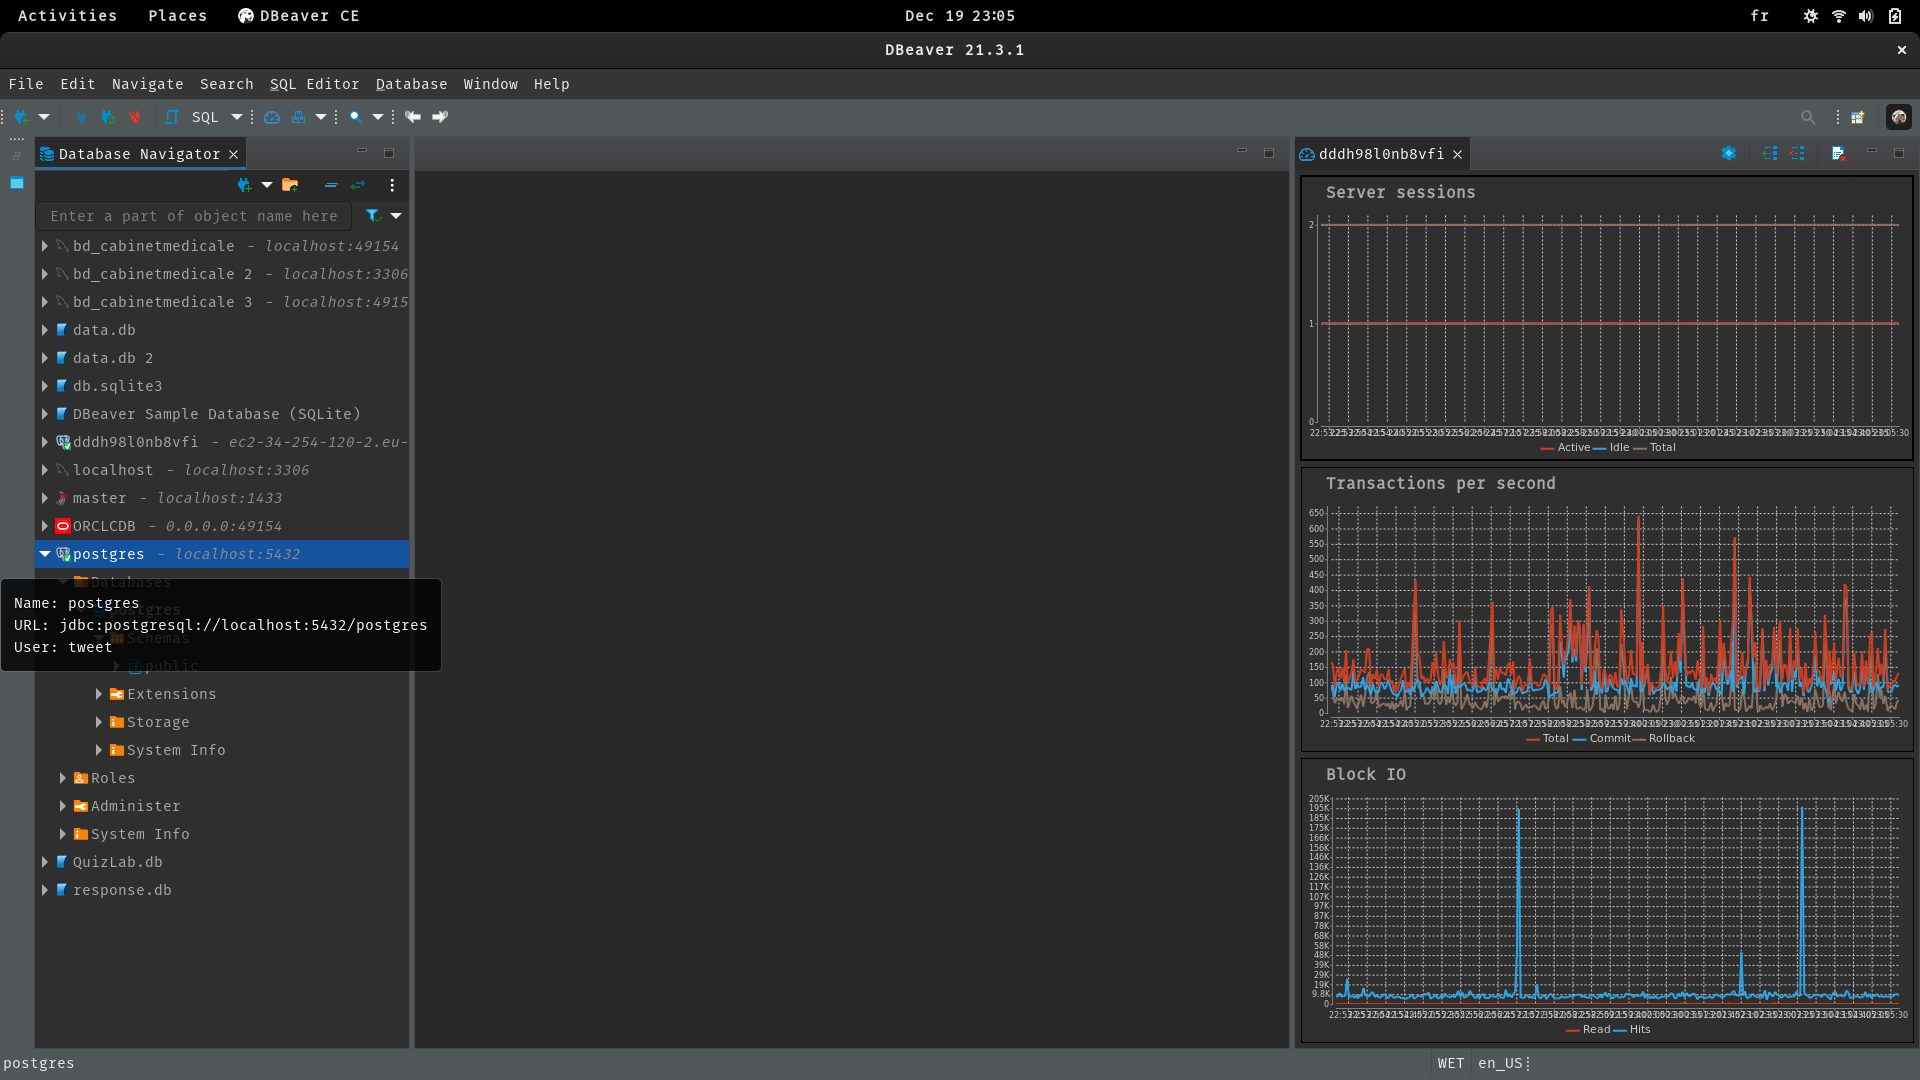 Activities Places DBeaver CE Dec 19 23:05 fr
DBeaver 21.3.1
File Edit Navigate Search SQL Editor Database Window Help
SQL
Database Navigator
Enter a part of object name here
bd_cabinetmedicale - localhost:49154
bd_cabinetmedicale 2 - localhost:3306
bd_cabinetmedicale 3 - localhost:4915
data.db
data.db 2
db.sqlite3
DBeaver Sample Database (SQLite)
dddh98l0nb8vfi - ec2-34-254-120-2.eu-
localhost - localhost:3306
master - localhost:1433
ORCLCDB - 0.0.0.0:49154
postgres - localhost:5432
Databases
Name: postgres
URL: jdbc:postgresql://localhost:5432/postgres
Schemas
User: tweet
public
Extensions
Storage
System Info
Roles
Administer
System Info
QuizLab.db
response.db
dddh98l0nb8vfi
Server sessions
2
1
0
Active Idle Total
Transactions per second
650
600
550
500
450
400
350
300
250
200
150
100
50
0
Total Commit Rollback
Block IO
205K
195K
185K
175K
166K
156K
146K
136K
126K
117K
107K
97K
87K
78K
68K
58K
48K
39K
29K
19K
9.8K
0
Read Hits
postgres WET en_US